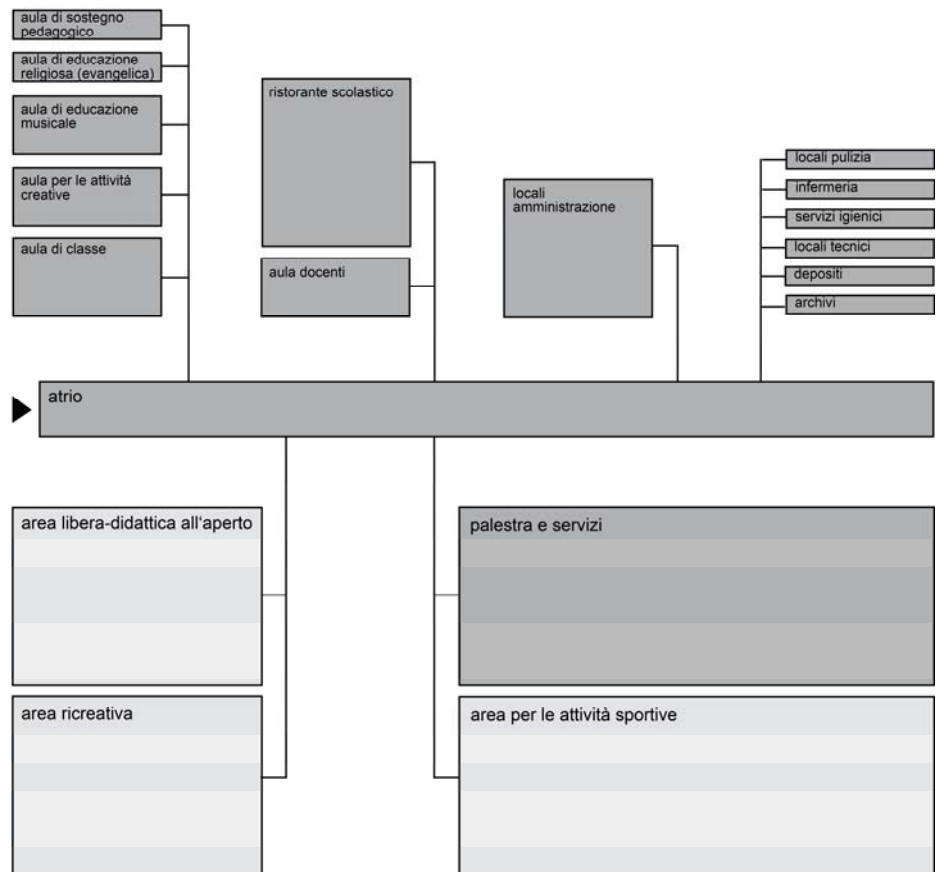 aula di sostegno
pedagogico
aula di educazione
religiosa (evangelica)
aula di educazione
musicale
aula per le attività
creative
aula di classe
ristorante scolastico
aula docenti
locali
amministrazione
locali pulizia
infermeria
servizi igienici
locali tecnici
depositi
archivi
atrio
area libera-didattica all'aperto
area ricreativa
palestra e servizi
area per le attività sportive